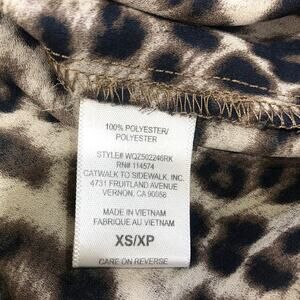 100% POLYESTER/
POLYESTER
STYLE# WQZ502246RK
RN# 114574
CATWALK TO SIDEWALK, INC.
4731 FRUITLAND AVENUE
VERNON, CA 90058
MADE IN VIETNAM
FABRIQUÉ AU VIETNAM
XS/XP
CARE ON REVERSE